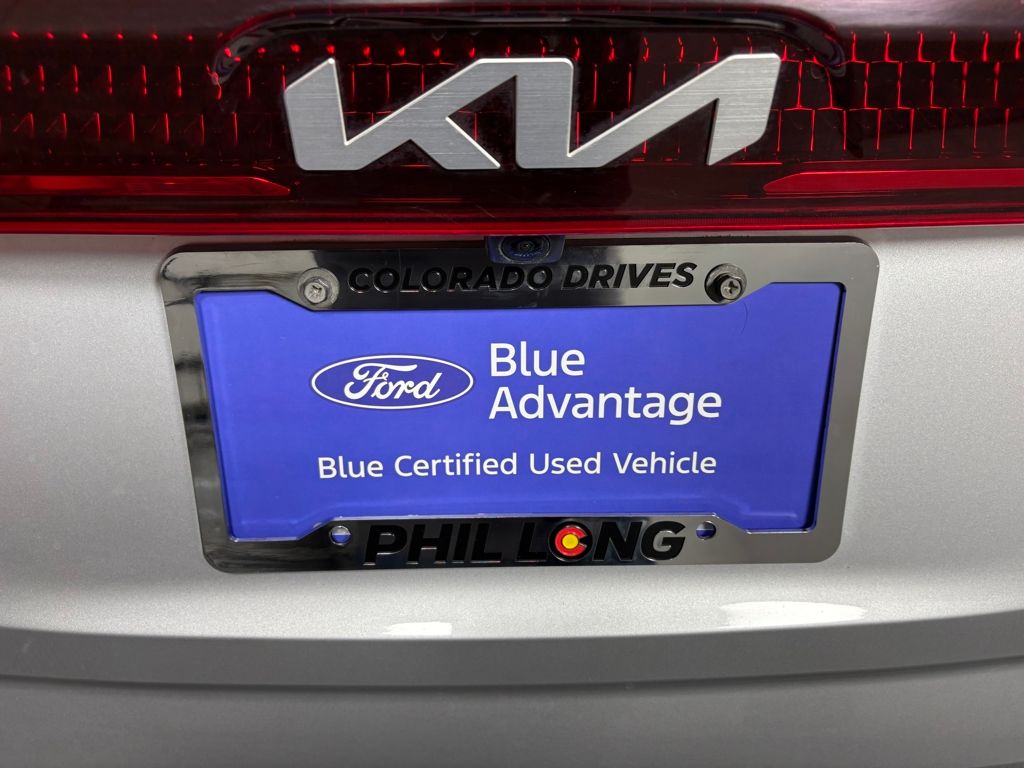 KIA
COLORADO DRIVES
Ford
Blue
Advantage
Blue Certified Used Vehicle
PHIL LONG